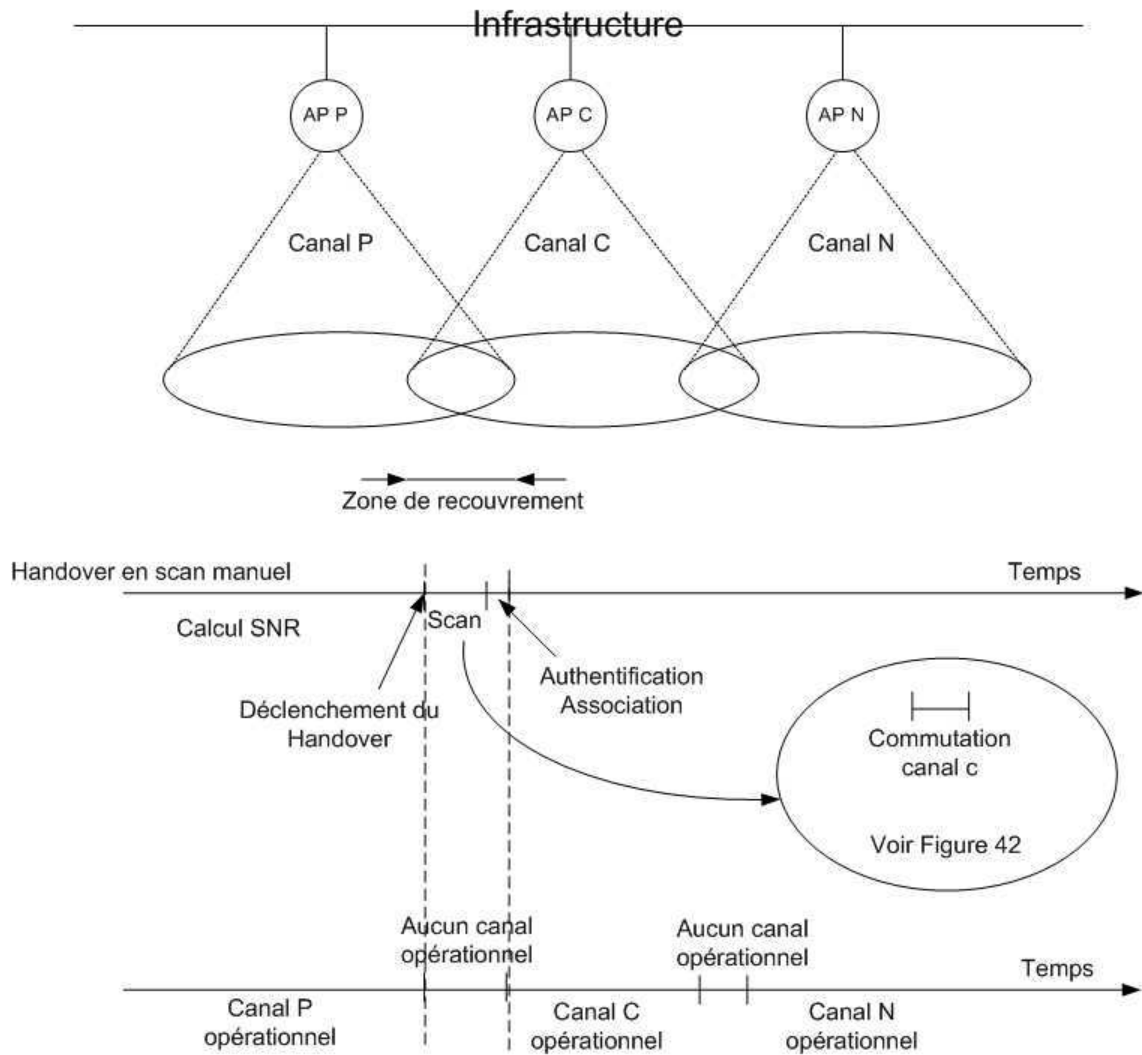 Infrastructure
AP P
AP C
AP N
Canal P
Canal C
Canal N
Zone de recouvrement
Handover en scan manuel
Temps
Calcul SNR
Scan
Déclenchement du
Handover
Authentification
Association
Commutation
canal c
Voir Figure 42
Aucun canal
opérationnel
Aucun canal
opérationnel
Temps
Canal P
opérationnel
Canal C
opérationnel
Canal N
opérationnel